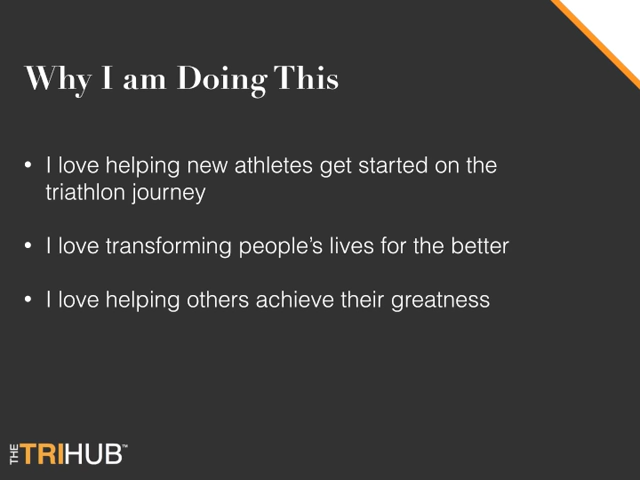 Why I am Doing This
• I love helping new athletes get started on the
triathlon journey
• I love transforming people’s lives for the better
• I love helping others achieve their greatness
THE TRIHUB™